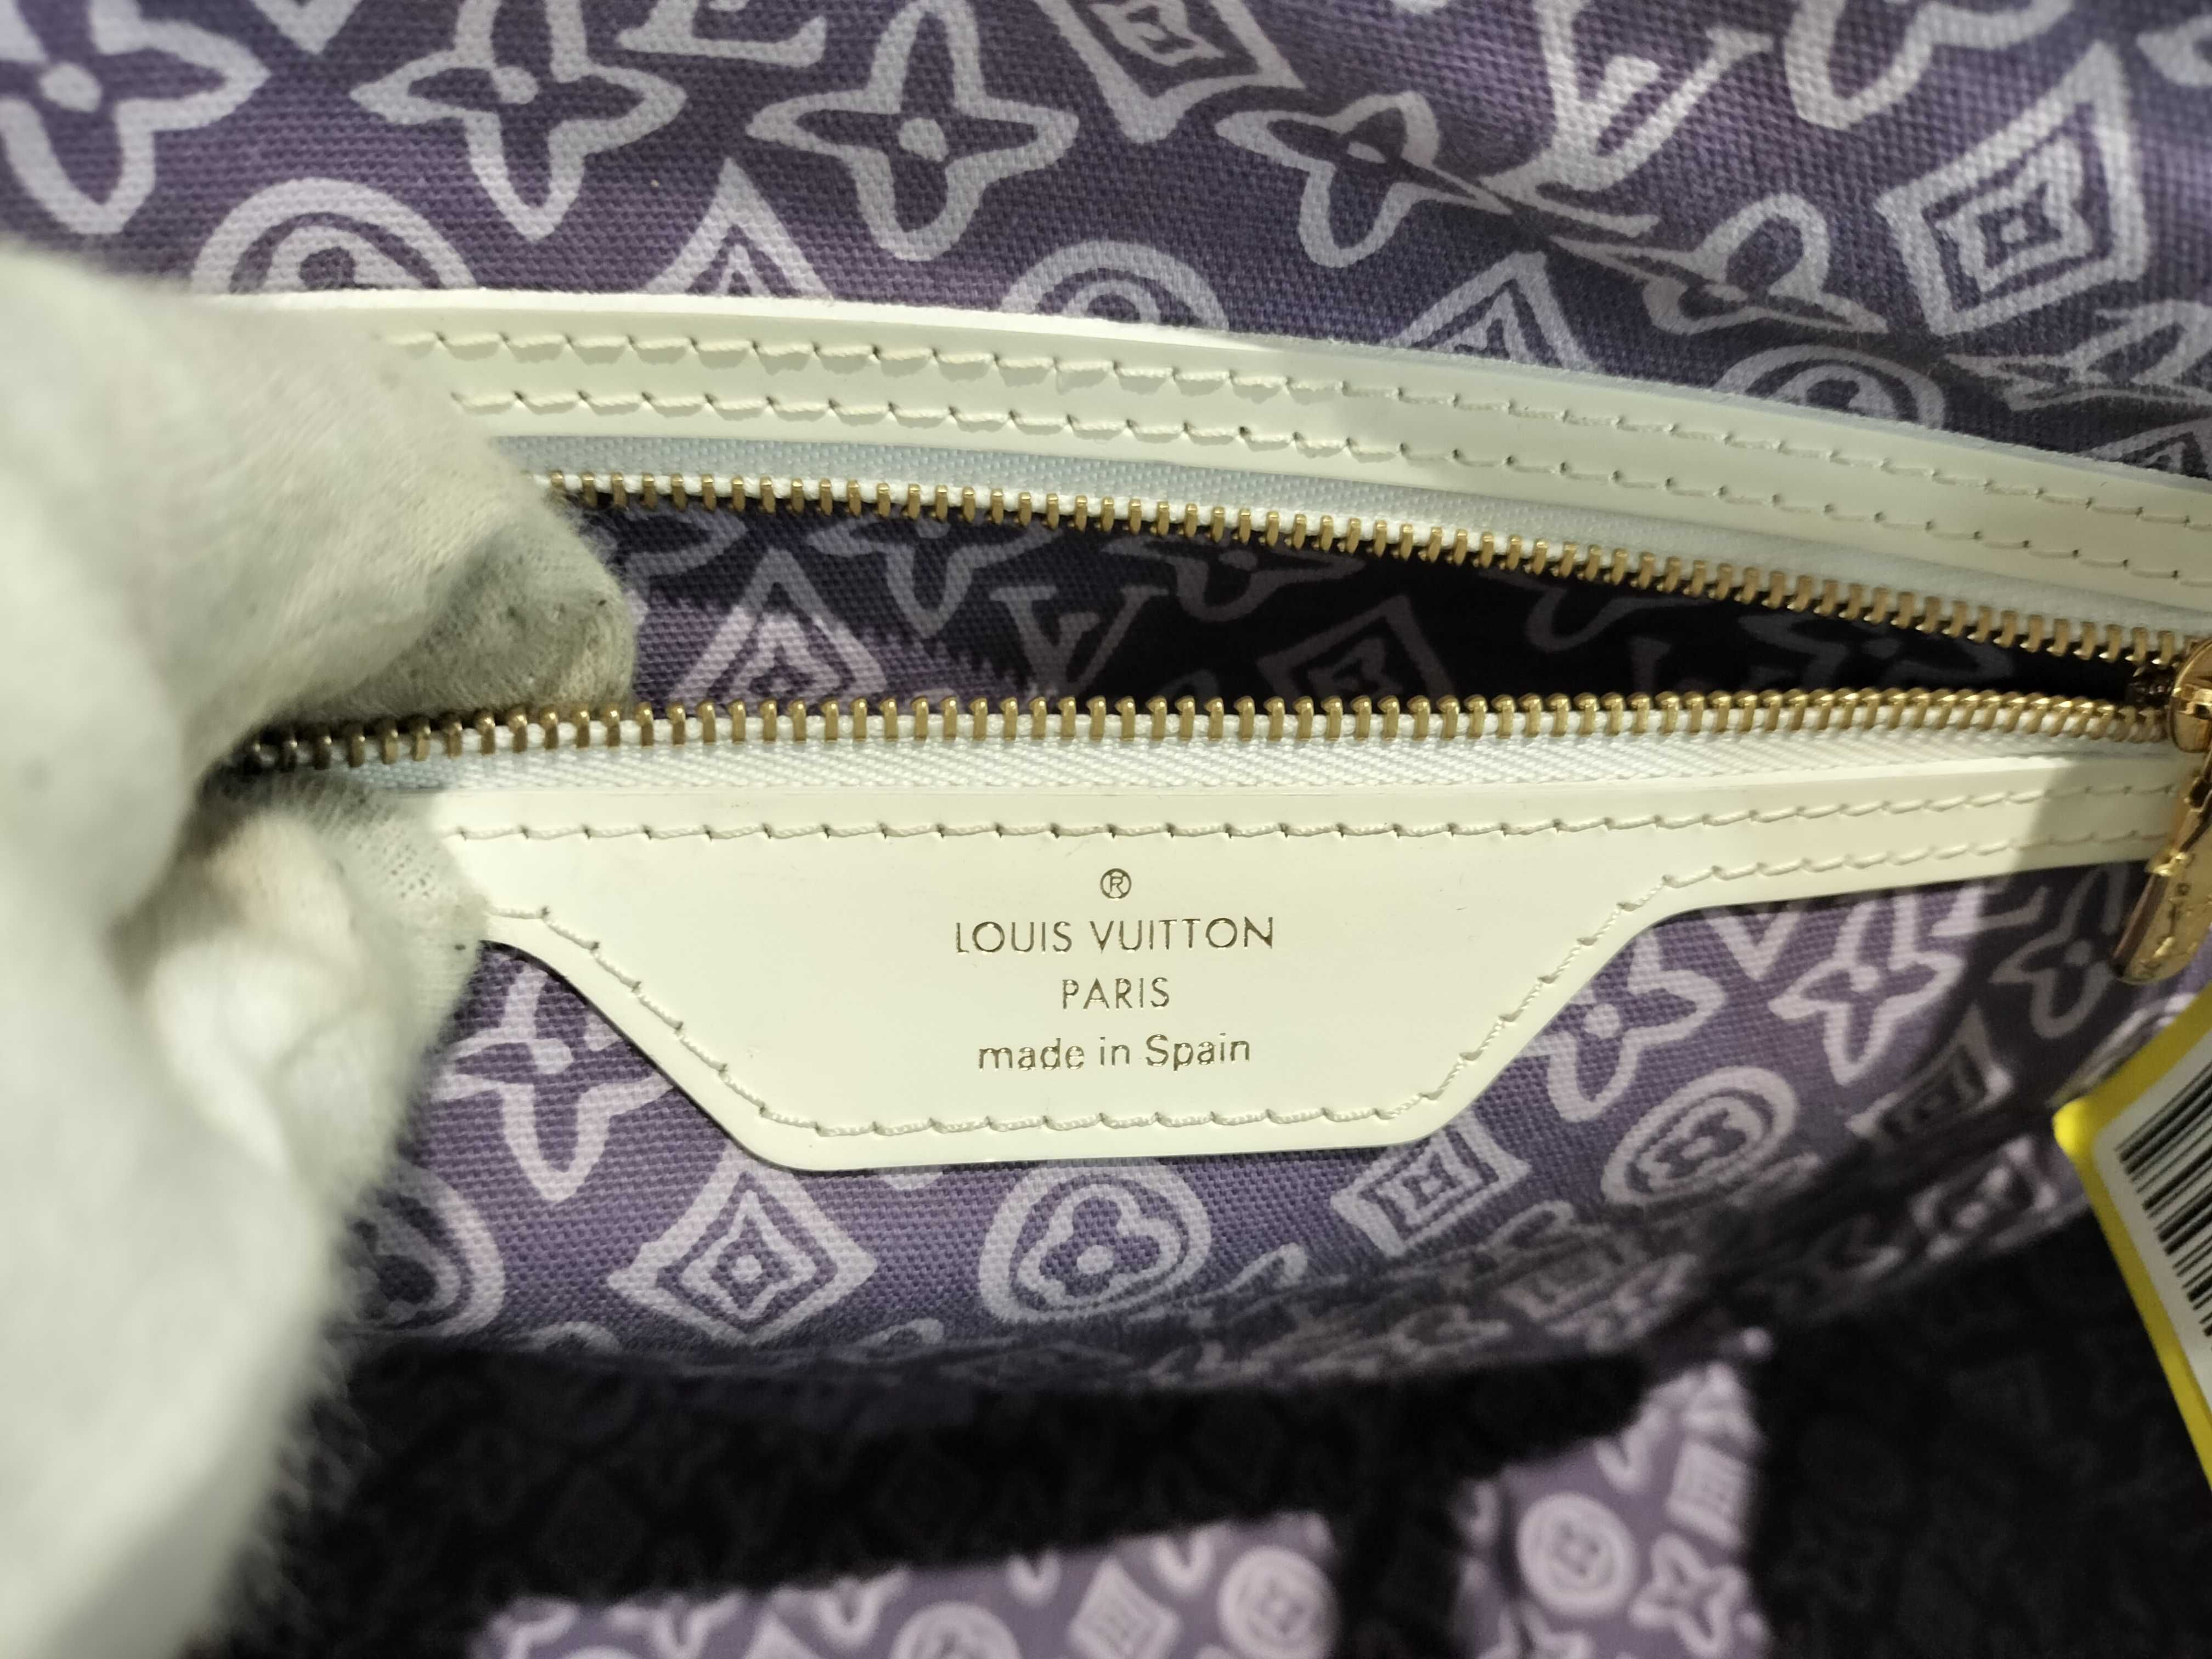 ®
LOUIS VUITTON
PARIS
made in Spain